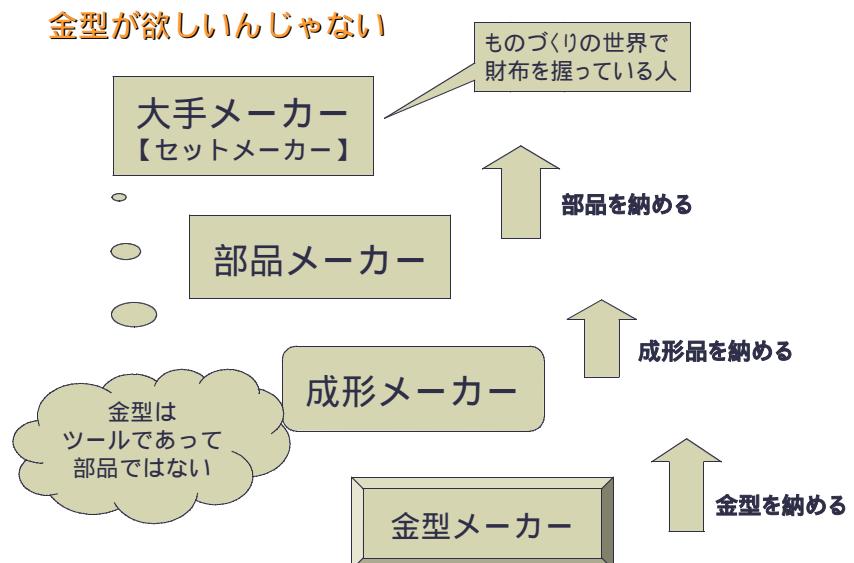 金型が欲しいんじゃない
ものづくりの世界で
財布を握っている人
大手メーカー
【セットメーカー】
部品を納める
部品メーカー
成形品を納める
成形メーカー
金型は
ツールであって
部品ではない
金型を納める
金型メーカー